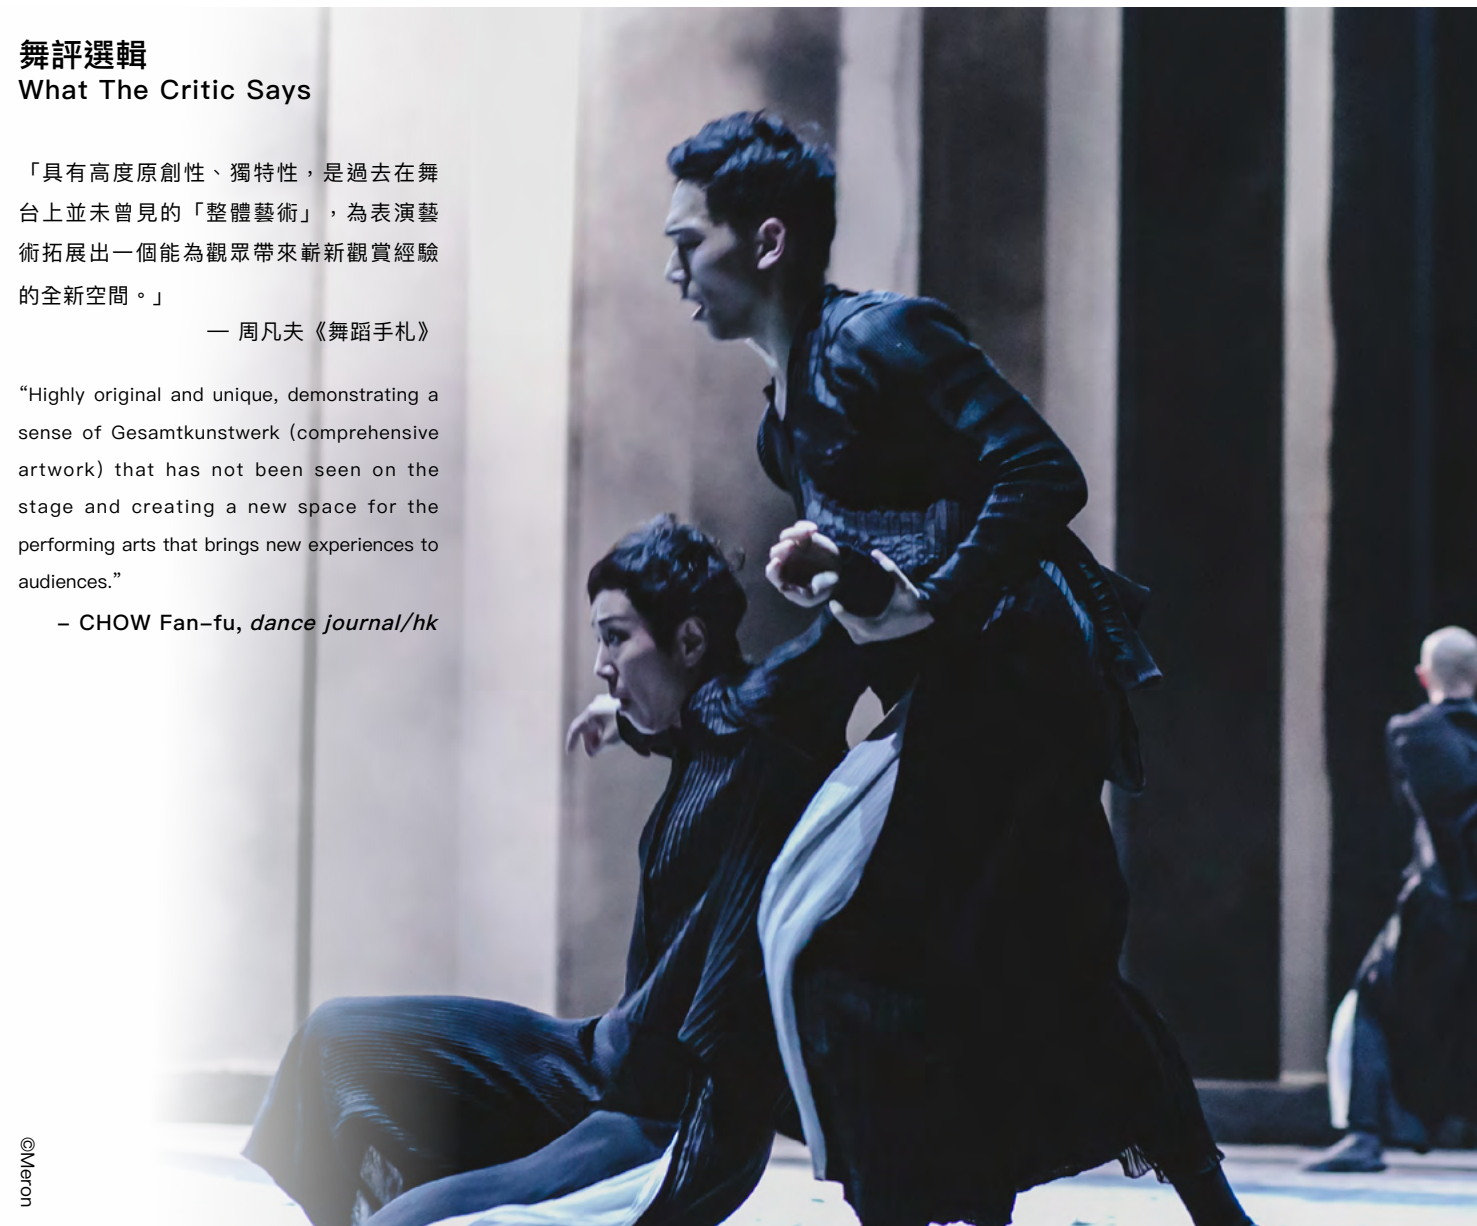 舞評選輯
What The Critic Says
「具有高度原創性、獨特性，是過去在舞
台上並未曾見的「整體藝術」，為表演藝
術拓展出一個能為觀眾帶來嶄新觀賞經驗
的全新空間。」
— 周凡夫《舞蹈手札》
“Highly original and unique, demonstrating a
sense of Gesamtkunstwerk (comprehensive
artwork) that has not been seen on the
stage and creating a new space for the
performing arts that brings new experiences to
audiences.”
– CHOW Fan–fu, dance journal/hk
©Meron